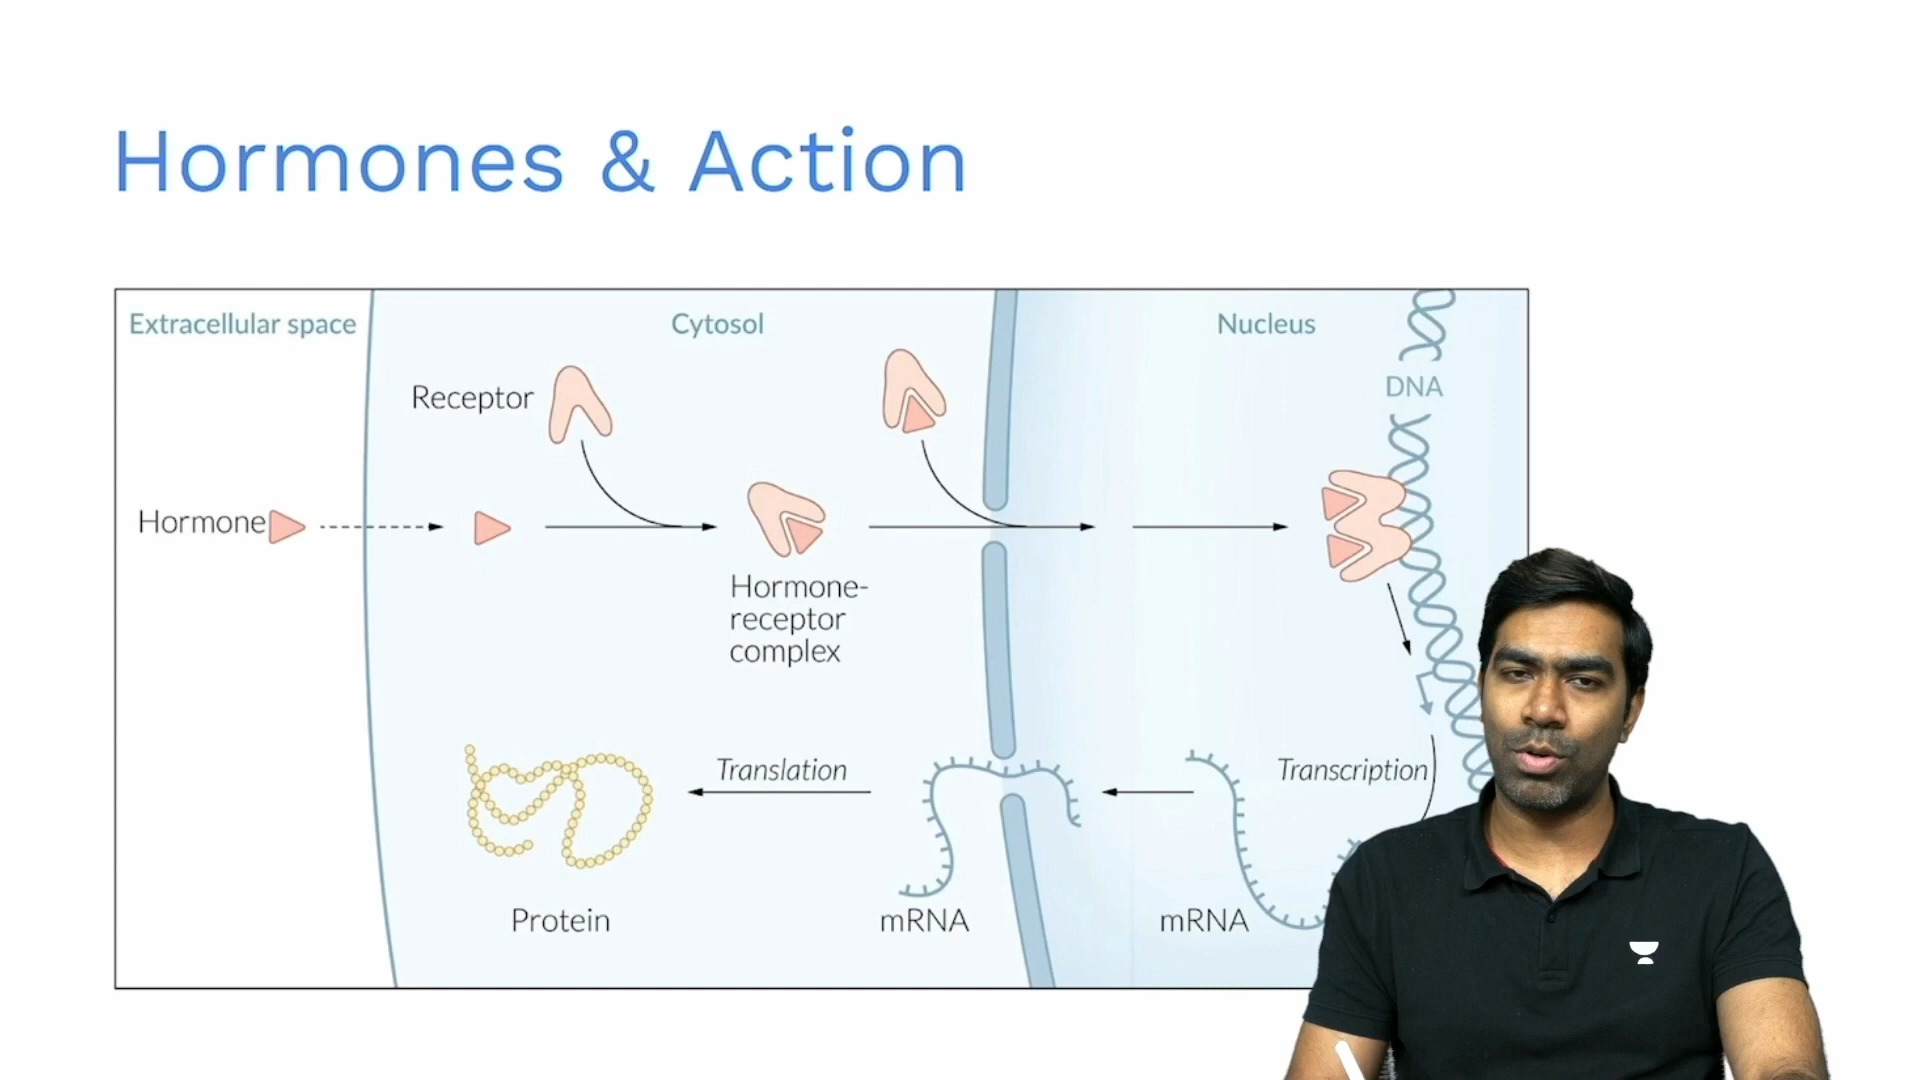 Hormones & Action
Extracellular space
Cytosol
Nucleus
DNA
Receptor
Hormone
Hormone-
receptor
complex
Translation
Transcription
Protein
mRNA
mRNA